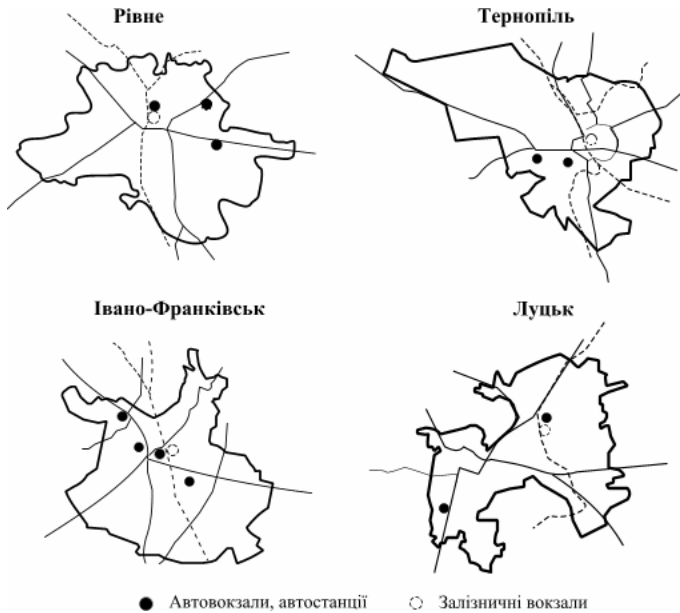 Рівне
Тернопіль
Івано-Франківськ
Луцьк
Автовокзали, автостанції
Залізничні вокзали